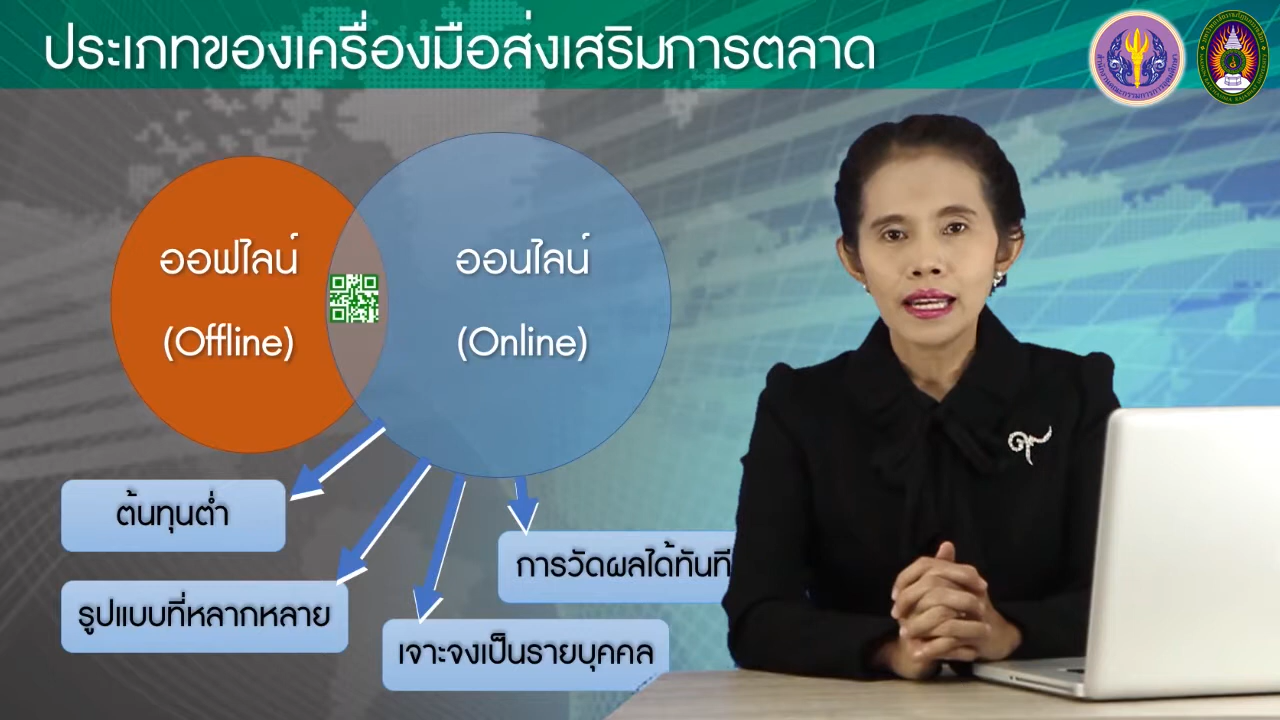 ประเภทของเครื่องมือส่งเสริมการตลาด
ออฟไลน์
(Offline)
ออนไลน์
(Online)
ต้นทุนต่ำ
รูปแบบที่หลากหลาย
เจาะจงเป็นรายบุคคล
การวัดผลได้ทันที